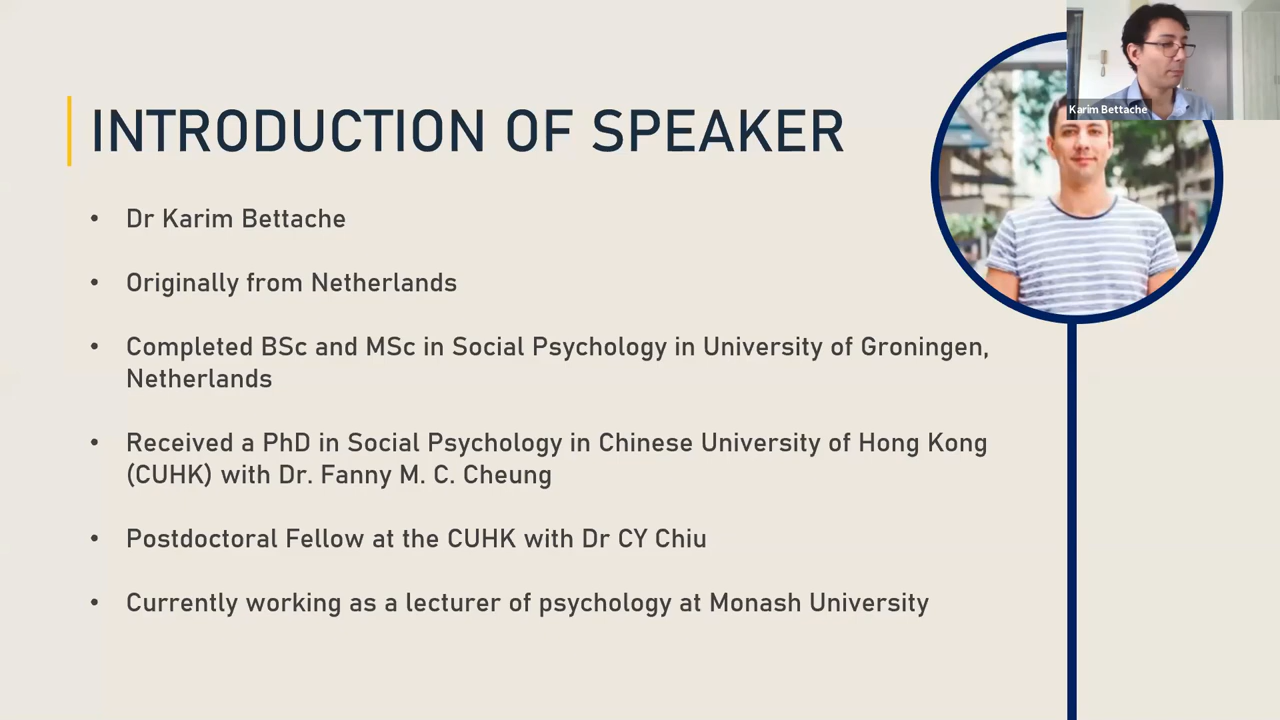 Karim Bettache
INTRODUCTION OF SPEAKER
• Dr Karim Bettache
• Originally from Netherlands
• Completed BSc and MSc in Social Psychology in University of Groningen,
Netherlands
• Received a PhD in Social Psychology in Chinese University of Hong Kong
(CUHK) with Dr. Fanny M. C. Cheung
• Postdoctoral Fellow at the CUHK with Dr CY Chiu
• Currently working as a lecturer of psychology at Monash University